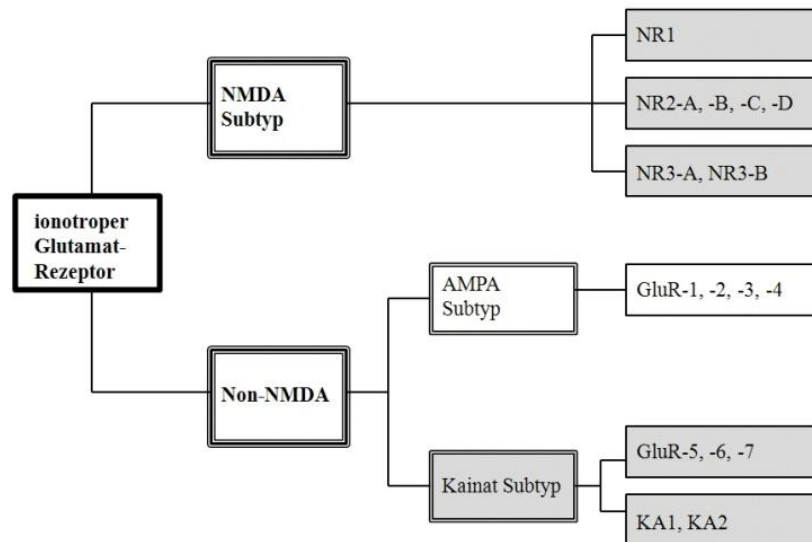 NR1
NMDA
Subtyp
NR2-A, -B, -C, -D
NR3-A, NR3-B
ionotroper
Glutamat-
Rezeptor
AMPA
Subtyp
GluR-1, -2, -3, -4
Non-NMDA
GluR-5, -6, -7
Kainat Subtyp
KA1, KA2